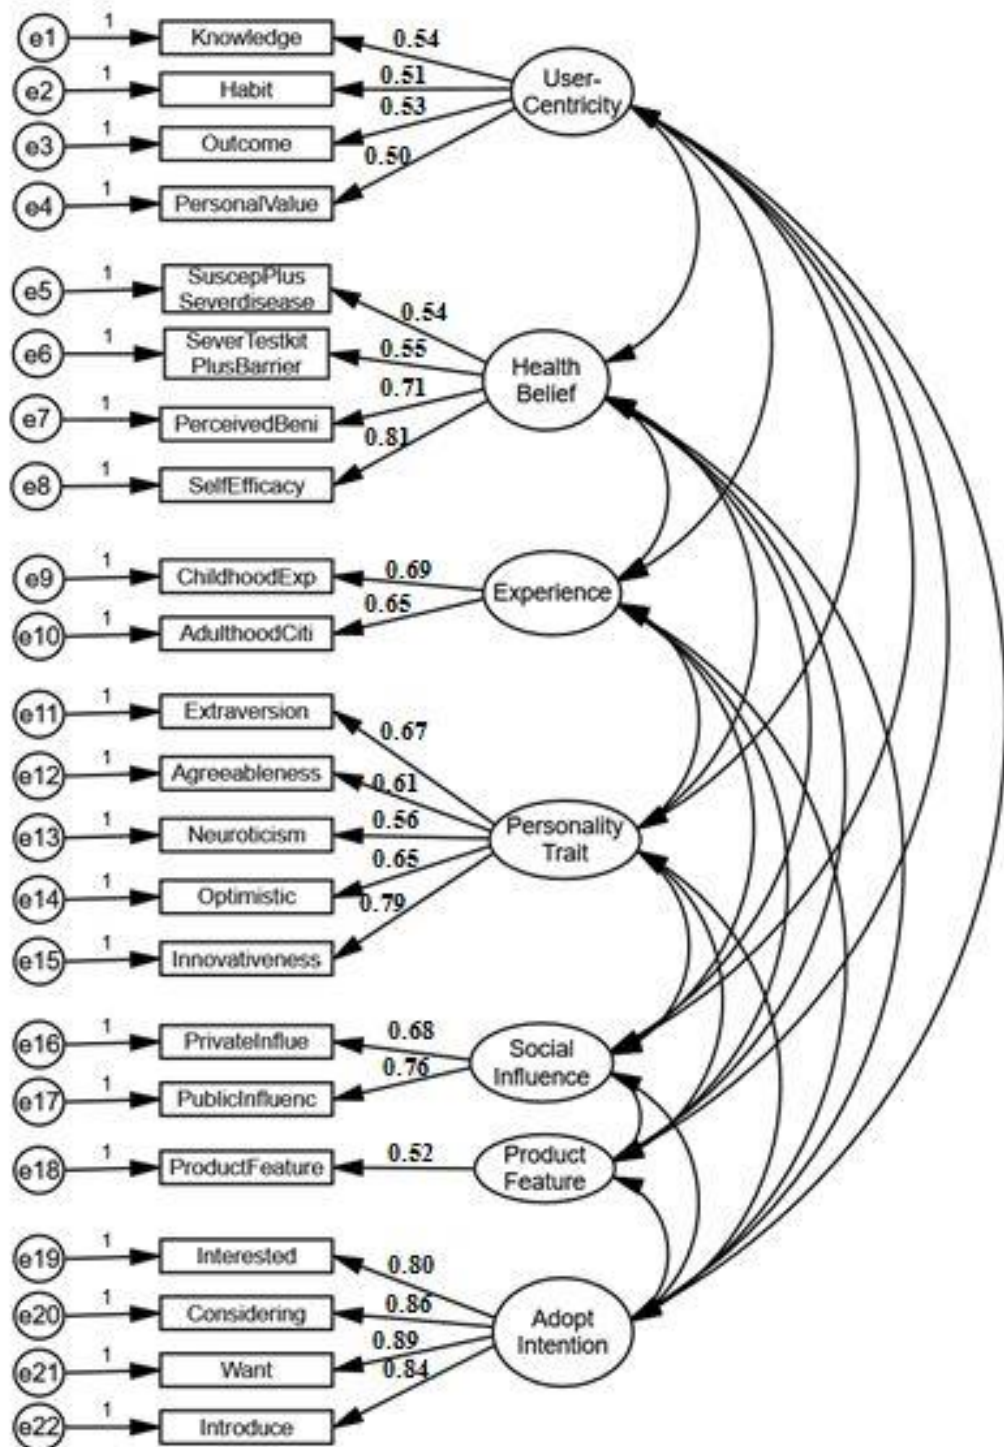 e1
1
Knowledge
0.54
e2
1
Habit
0.51
User-
Centricity
e3
1
Outcome
0.53
e4
1
PersonalValue
0.50
e5
1
SuscepPlus
Severdisease
0.54
e6
1
SeverTestkit
PlusBarrier
0.55
Health
Belief
e7
1
PerceivedBeni
0.71
e8
1
SelfEfficacy
0.81
e9
1
ChildhoodExp
0.69
Experience
e10
1
AdulthoodCiti
0.65
e11
1
Extraversion
0.67
e12
1
Agreeableness
0.61
e13
1
Neuroticism
0.56
Personality
Trait
e14
1
Optimistic
0.65
e15
1
Innovativeness
0.79
e16
1
PrivateInflue
0.68
Social
Influence
e17
1
PublicInfluenc
0.76
e18
1
ProductFeature
0.52
Product
Feature
e19
1
Interested
0.80
e20
1
Considering
0.86
Adopt
Intention
e21
1
Want
0.89
e22
1
Introduce
0.84